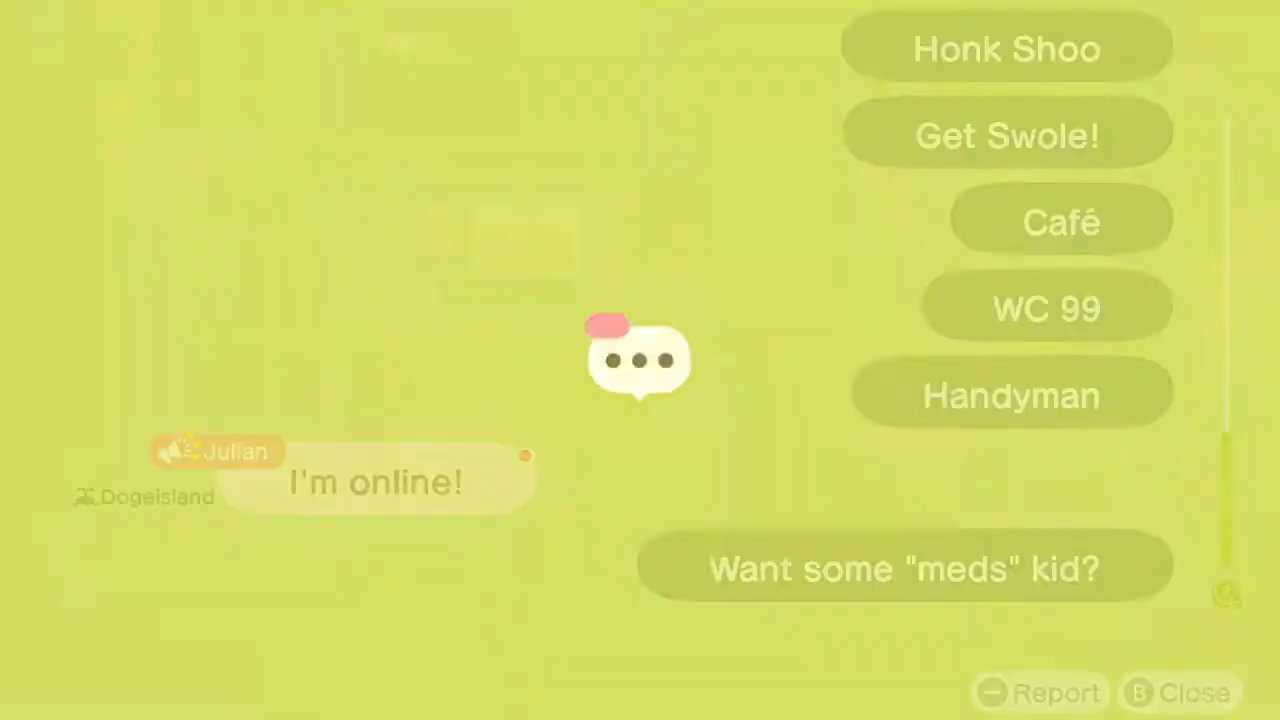 Honk Shoo
Get Swole!
Café
WC 99
Handyman
Julian
I'm online!
Dogeisland
Want some "meds" kid?
Report
B Close